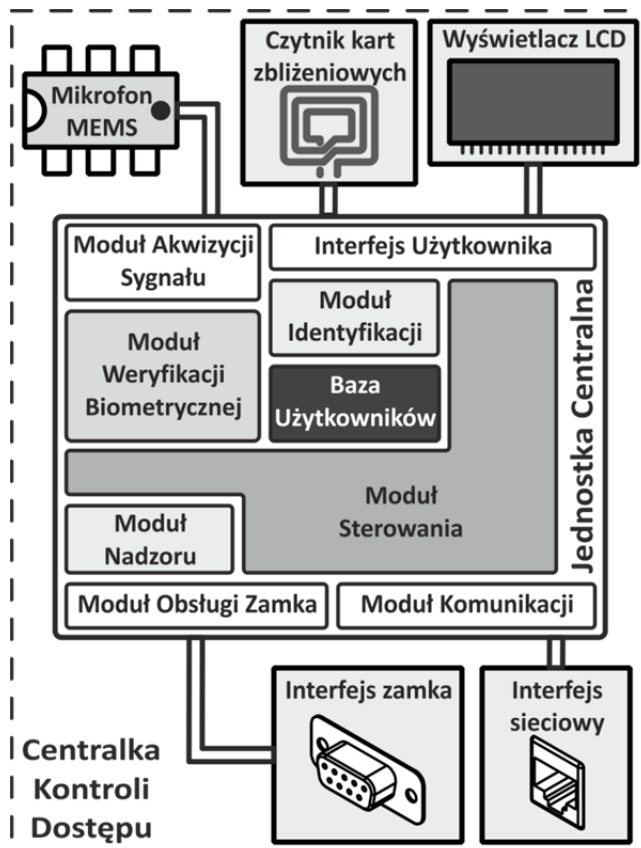 Mikrofon
MEMS
Czytnik kart
zbliżeniowych
Wyświetlacz LCD
Moduł Akwizycji
Sygnału
Interfejs Użytkownika
Moduł
Identyfikacji
Moduł
Weryfikacji
Biometrycznej
Baza
Użytkowników
Jednostka Centralna
Moduł
Sterowania
Moduł
Nadzoru
Moduł Obsługi Zamka
Moduł Komunikacji
Interfejs zamka
Interfejs
sieciowy
Centralka
Kontroli
Dostępu